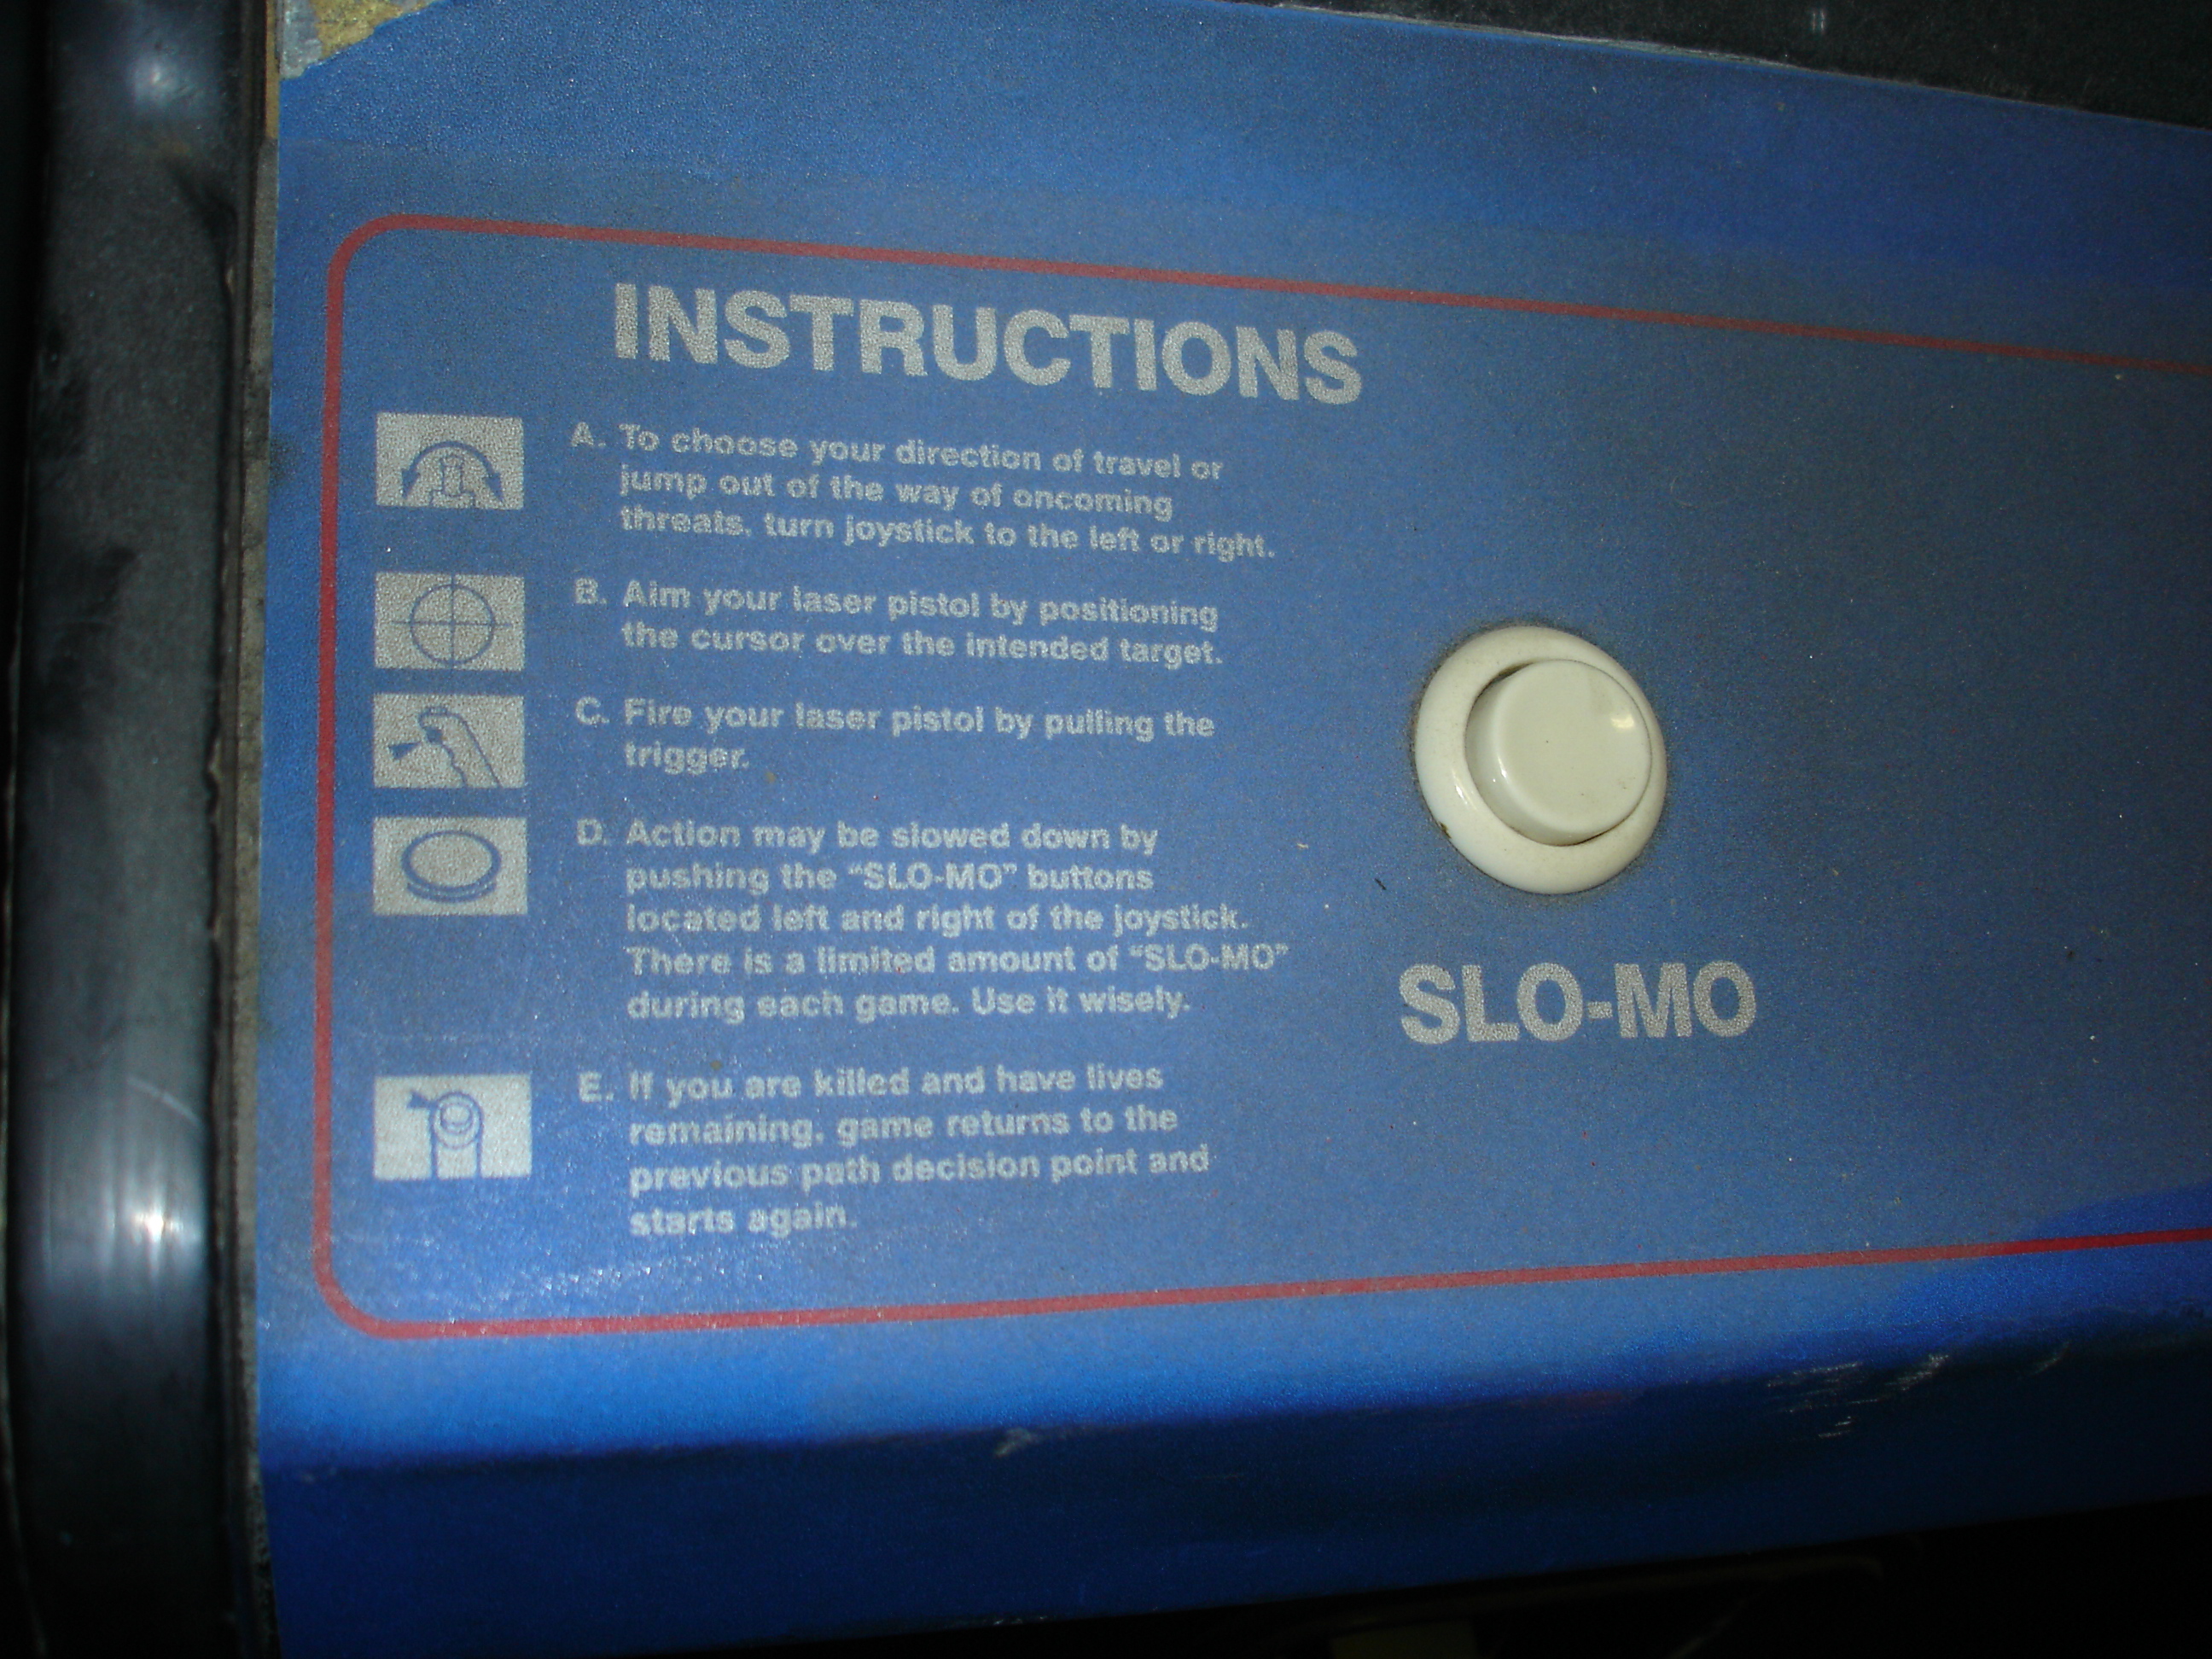 INSTRUCTIONS
A. To choose your direction of travel or
jump out of the way of oncoming
threats, turn joystick to the left or right.
B. Aim your laser pistol by positioning
the cursor over the intended target.
C. Fire your laser pistol by pulling the
trigger.
D. Action may be slowed down by
pushing the “SLO-MO” buttons
located left and right of the joystick.
There is a limited amount of “SLO-MO”
during each game. Use it wisely.
E. If you are killed and have lives
remaining, game returns to the
previous path decision point and
starts again.
SLO-MO